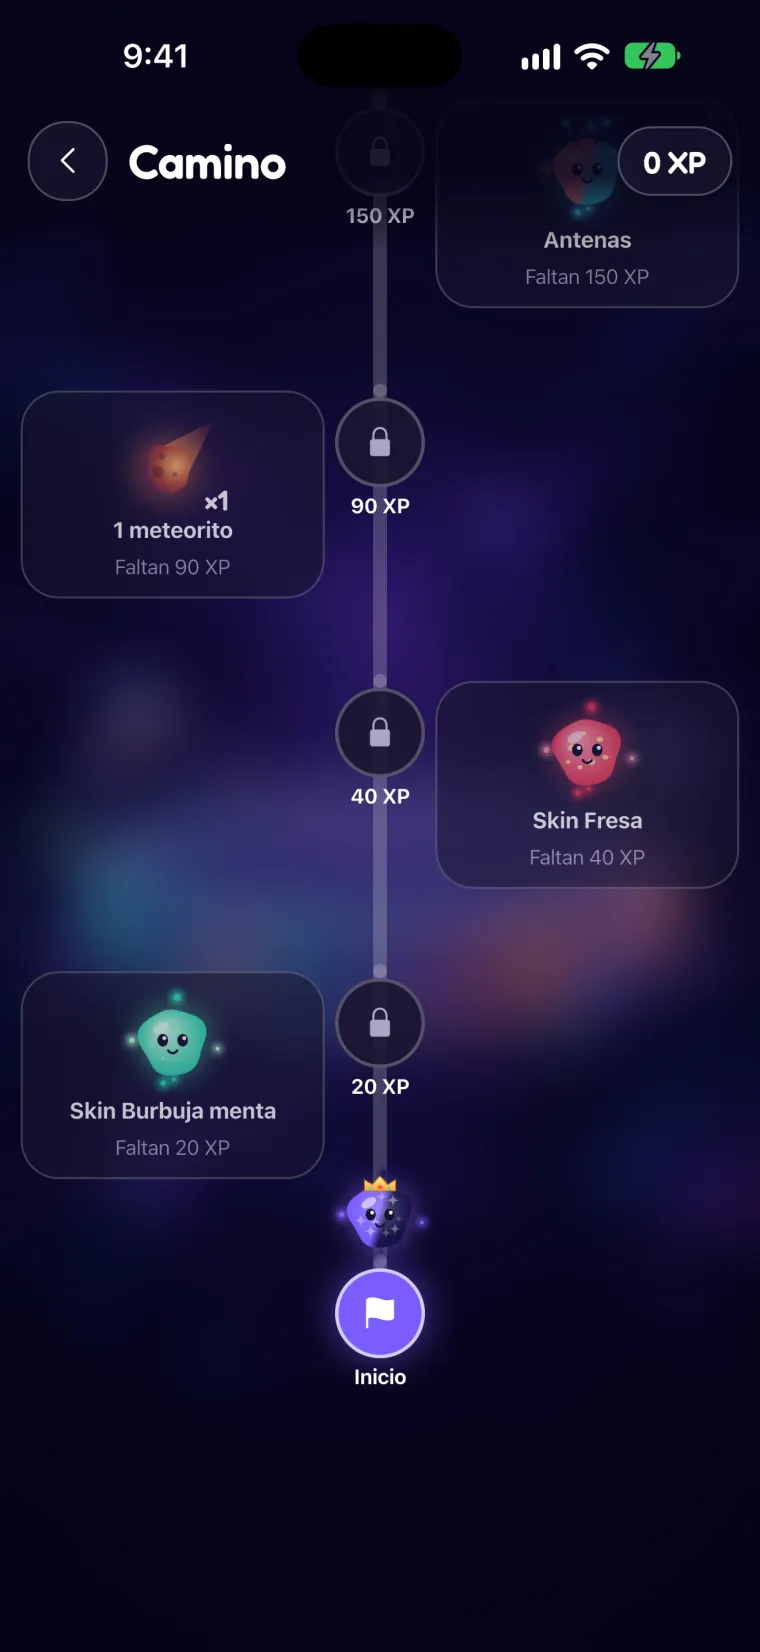 9:41
Camino
0 XP
150 XP
Antenas
Faltan 150 XP
90 XP
×1
1 meteorito
Faltan 90 XP
40 XP
Skin Fresa
Faltan 40 XP
20 XP
Skin Burbuja menta
Faltan 20 XP
Inicio